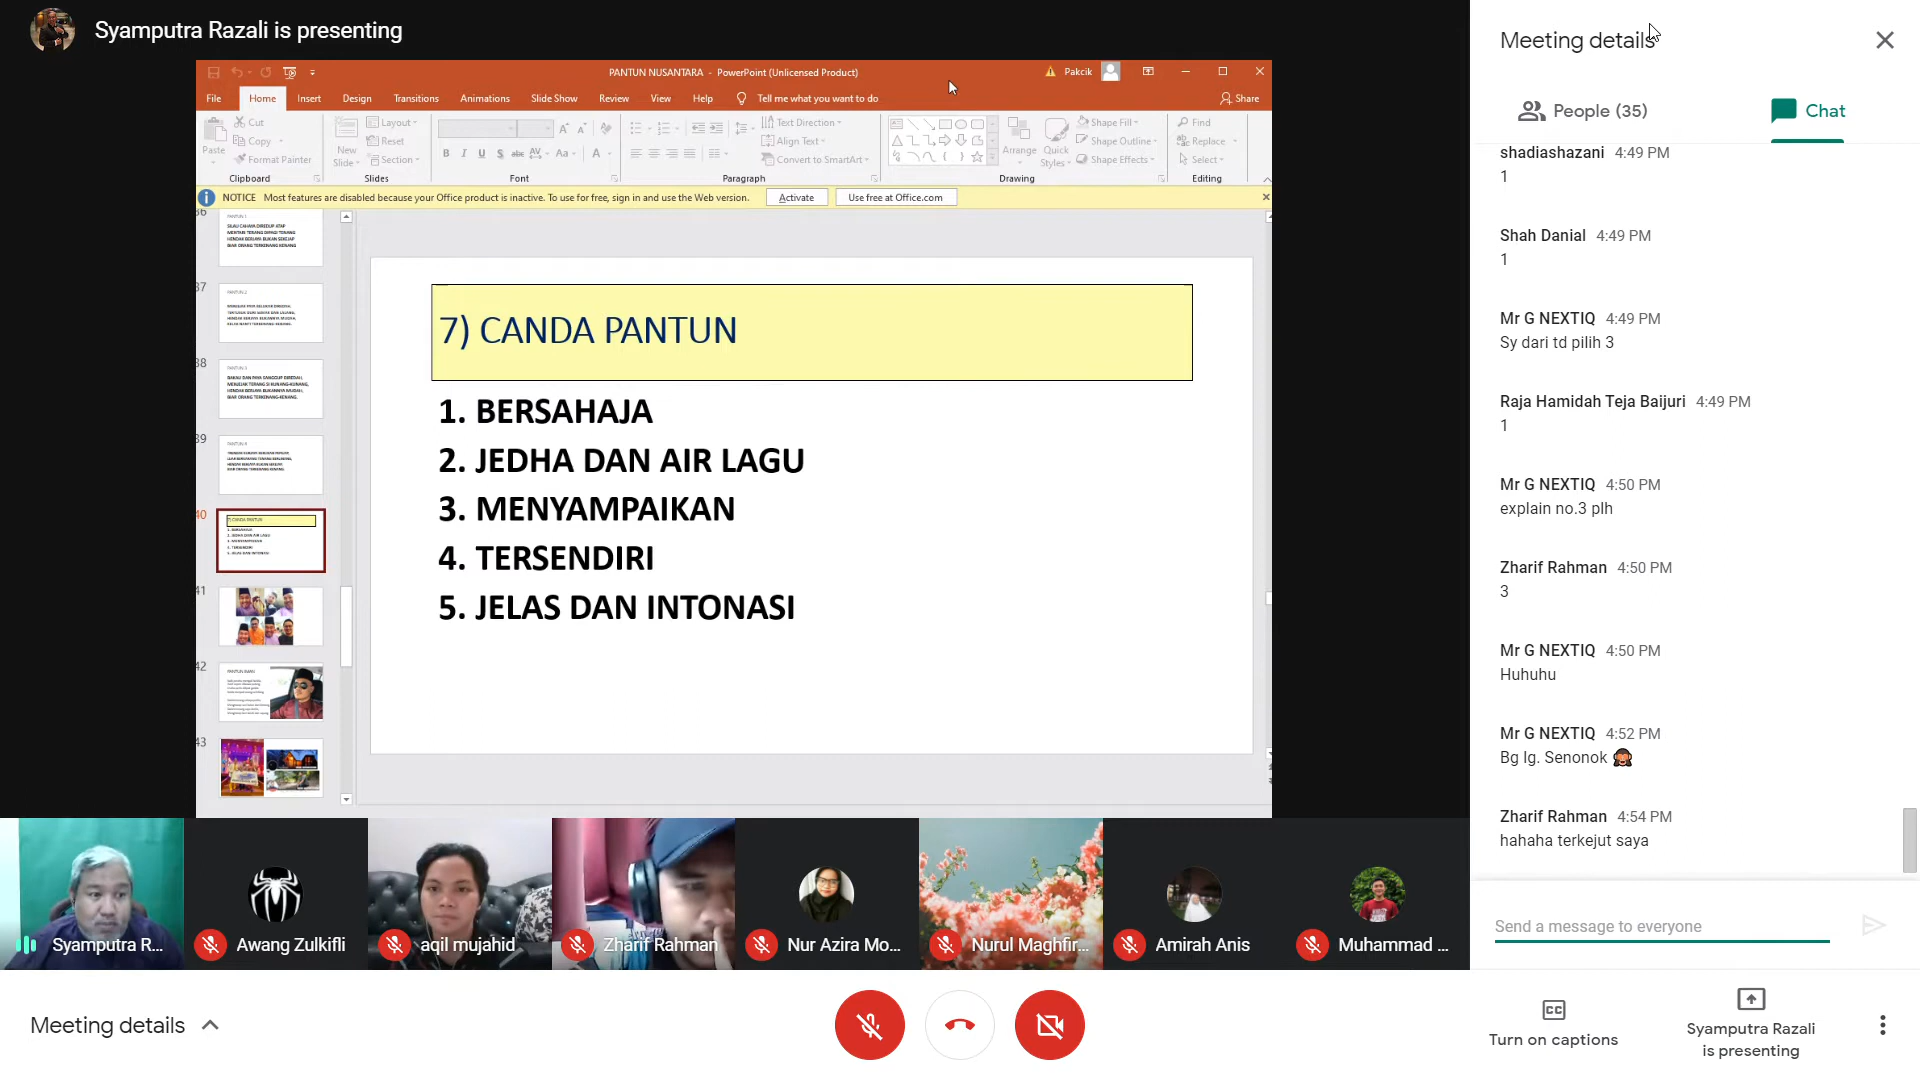 Syamputra Razali is presenting
PANTUN NUSANTARA - PowerPoint (Unlicensed Product)
Pakcik
File Home Insert Design Transitions Animations Slide Show Review View Help Tell me what you want to do Share
Cut
Copy
Format Painter
Paste
Clipboard
New Slide
Layout
Reset
Section
Slides
B I U S abc AV Aa A
Font
Text Direction
Align Text
Convert to SmartArt
Paragraph
Arrange
Quick Styles
Shape Fill
Shape Outline
Shape Effects
Drawing
Find
Replace
Select
Editing
NOTICE Most features are disabled because your Office product is inactive. To use for free, sign in and use the Web version. Activate Use free at Office.com
36
37
38
39
40
41
42
43
7) CANDA PANTUN
1. BERSAHAJA
2. JEDHA DAN AIR LAGU
3. MENYAMPAIKAN
4. TERSENDIRI
5. JELAS DAN INTONASI
Syamputra R...
Awang Zulkifli
aqil mujahid
Zharif Rahman
Nur Azira Mo...
Nurul Maghfir...
Amirah Anis
Muhammad ...
Meeting details
People (35)
Chat
shadiashazani 4:49 PM
1
Shah Danial 4:49 PM
1
Mr G NEXTIQ 4:49 PM
Sy dari td pilih 3
Raja Hamidah Teja Baijuri 4:49 PM
1
Mr G NEXTIQ 4:50 PM
explain no.3 plh
Zharif Rahman 4:50 PM
3
Mr G NEXTIQ 4:50 PM
Huhuhu
Mr G NEXTIQ 4:52 PM
Bg lg. Senonok 🙈
Zharif Rahman 4:54 PM
hahaha terkejut saya
Send a message to everyone
Meeting details
Turn on captions
Syamputra Razali
is presenting